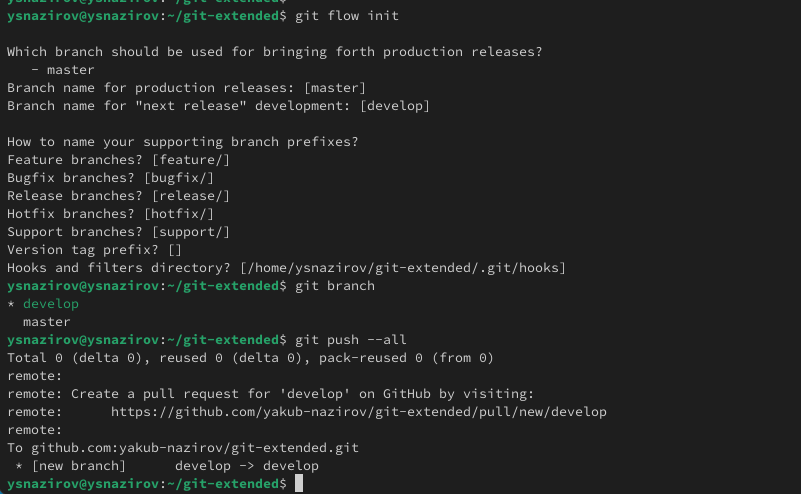 ysnazirov@ysnazirov:~/git-extended$
ysnazirov@ysnazirov:~/git-extended$ git flow init
Which branch should be used for bringing forth production releases?
   - master
Branch name for production releases: [master]
Branch name for "next release" development: [develop]
How to name your supporting branch prefixes?
Feature branches? [feature/]
Bugfix branches? [bugfix/]
Release branches? [release/]
Hotfix branches? [hotfix/]
Support branches? [support/]
Version tag prefix? []
Hooks and filters directory? [/home/ysnazirov/git-extended/.git/hooks]
ysnazirov@ysnazirov:~/git-extended$ git branch
* develop
  master
ysnazirov@ysnazirov:~/git-extended$ git push --all
Total 0 (delta 0), reused 0 (delta 0), pack-reused 0 (from 0)
remote:
remote: Create a pull request for 'develop' on GitHub by visiting:
remote:      https://github.com/yakub-nazirov/git-extended/pull/new/develop
remote:
To github.com:yakub-nazirov/git-extended.git
 * [new branch]      develop -> develop
ysnazirov@ysnazirov:~/git-extended$